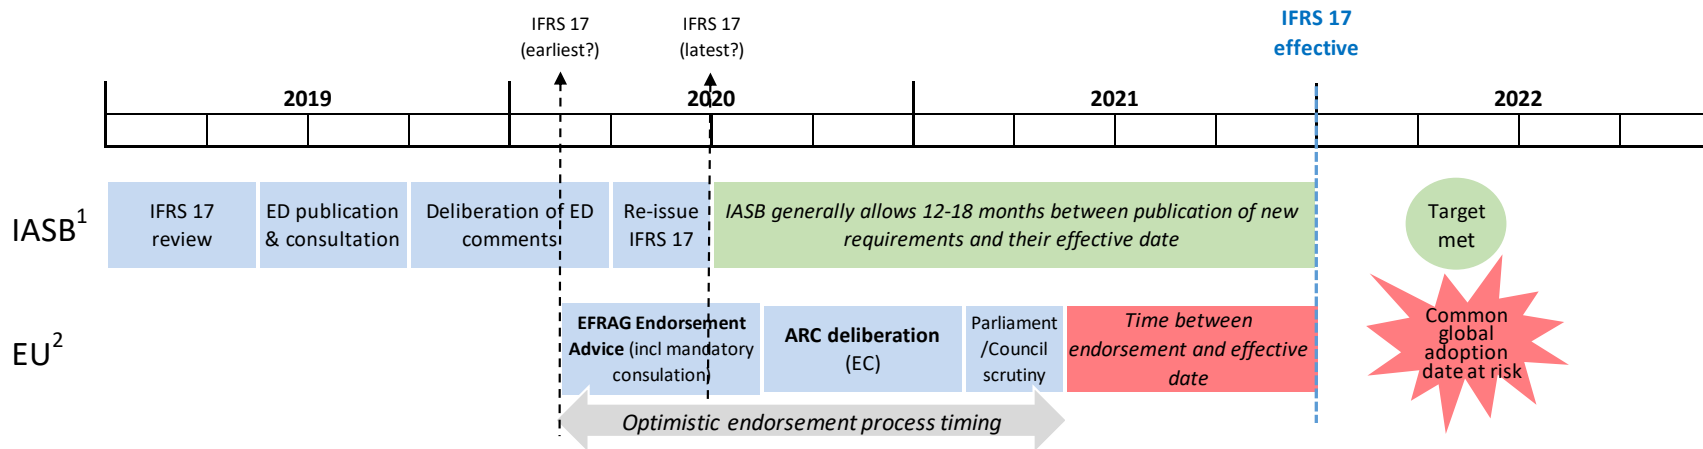 IFRS 17
(earliest?)
IFRS 17
(latest?)
IFRS 17
effective
2019
2020
2021
2022
IASB1
IFRS 17
review
ED publication
& consultation
Deliberation of ED
comments
Re-issue
IFRS 17
IASB generally allows 12-18 months between publication of new
requirements and their effective date
Target
met
EU2
EFRAG Endorsement
Advice (incl mandatory
consulation)
ARC deliberation
(EC)
Parliament
/Council
scrutiny
Time between
endorsement and effective
date
Common
global
adoption
date at risk
Optimistic endorsement process timing